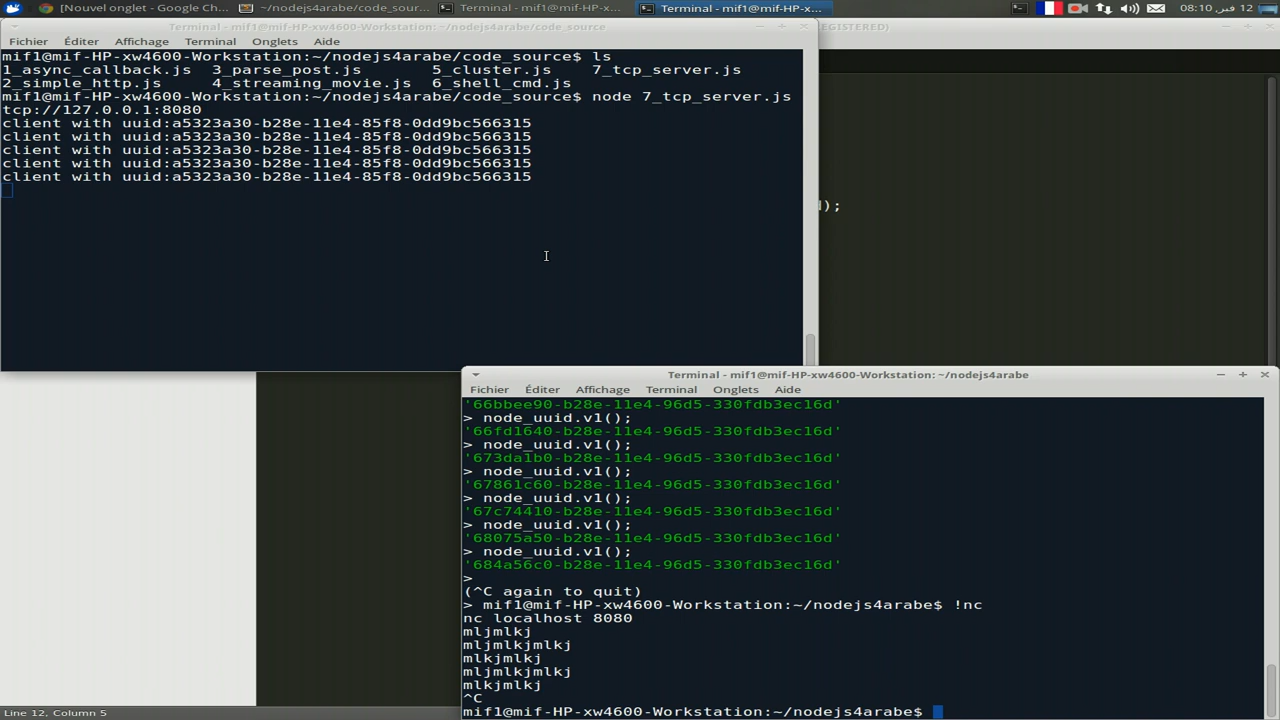 [Nouvel onglet - Google Ch...
~/nodejs4arabe/code_sour...
Terminal - mif1@mif-HP-x...
Terminal - mif1@mif-HP-x...
12 فبر, 08:10
Terminal - mif1@mif-HP-xw4600-Workstation: ~/nodejs4arabe/code_source
Fichier Éditer Affichage Terminal Onglets Aide
mif1@mif-HP-xw4600-Workstation:~/nodejs4arabe/code_source$ ls
1_async_callback.js 3_parse_post.js 5_cluster.js 7_tcp_server.js
2_simple_http.js 4_streaming_movie.js 6_shell_cmd.js
mif1@mif-HP-xw4600-Workstation:~/nodejs4arabe/code_source$ node 7_tcp_server.js
tcp://127.0.0.1:8080
client with uuid:a5323a30-b28e-11e4-85f8-0dd9bc566315
client with uuid:a5323a30-b28e-11e4-85f8-0dd9bc566315
client with uuid:a5323a30-b28e-11e4-85f8-0dd9bc566315
client with uuid:a5323a30-b28e-11e4-85f8-0dd9bc566315
client with uuid:a5323a30-b28e-11e4-85f8-0dd9bc566315
);
Terminal - mif1@mif-HP-xw4600-Workstation: ~/nodejs4arabe
Fichier Éditer Affichage Terminal Onglets Aide
'66bbee90-b28e-11e4-96d5-330fdb3ec16d'
> node_uuid.v1();
'66fd1640-b28e-11e4-96d5-330fdb3ec16d'
> node_uuid.v1();
'673da1b0-b28e-11e4-96d5-330fdb3ec16d'
> node_uuid.v1();
'67861c60-b28e-11e4-96d5-330fdb3ec16d'
> node_uuid.v1();
'67c74410-b28e-11e4-96d5-330fdb3ec16d'
> node_uuid.v1();
'68075a50-b28e-11e4-96d5-330fdb3ec16d'
> node_uuid.v1();
'684a56c0-b28e-11e4-96d5-330fdb3ec16d'
>
(^C again to quit)
> mif1@mif-HP-xw4600-Workstation:~/nodejs4arabe$ !nc
nc localhost 8080
mljmlkj
mljmlkjmlkj
mlkjmlkj
mljmlkjmlkj
mlkjmlkj
^C
mif1@mif-HP-xw4600-Workstation:~/nodejs4arabe$
Line 12, Column 5